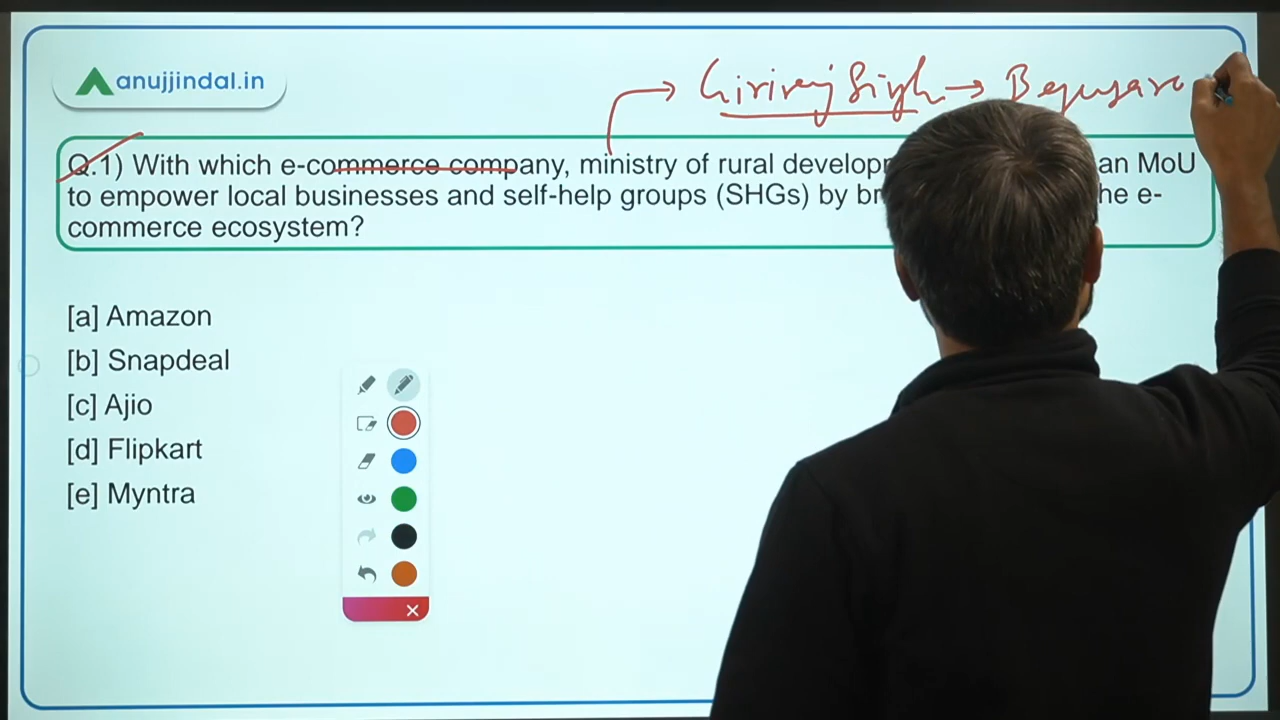 anujjindal.in
Giriraj Singh → Begusara
Q.1) With which e-commerce company, ministry of rural develop an MoU
to empower local businesses and self-help groups (SHGs) by br he e-
commerce ecosystem?
[a] Amazon
[b] Snapdeal
[c] Ajio
[d] Flipkart
[e] Myntra